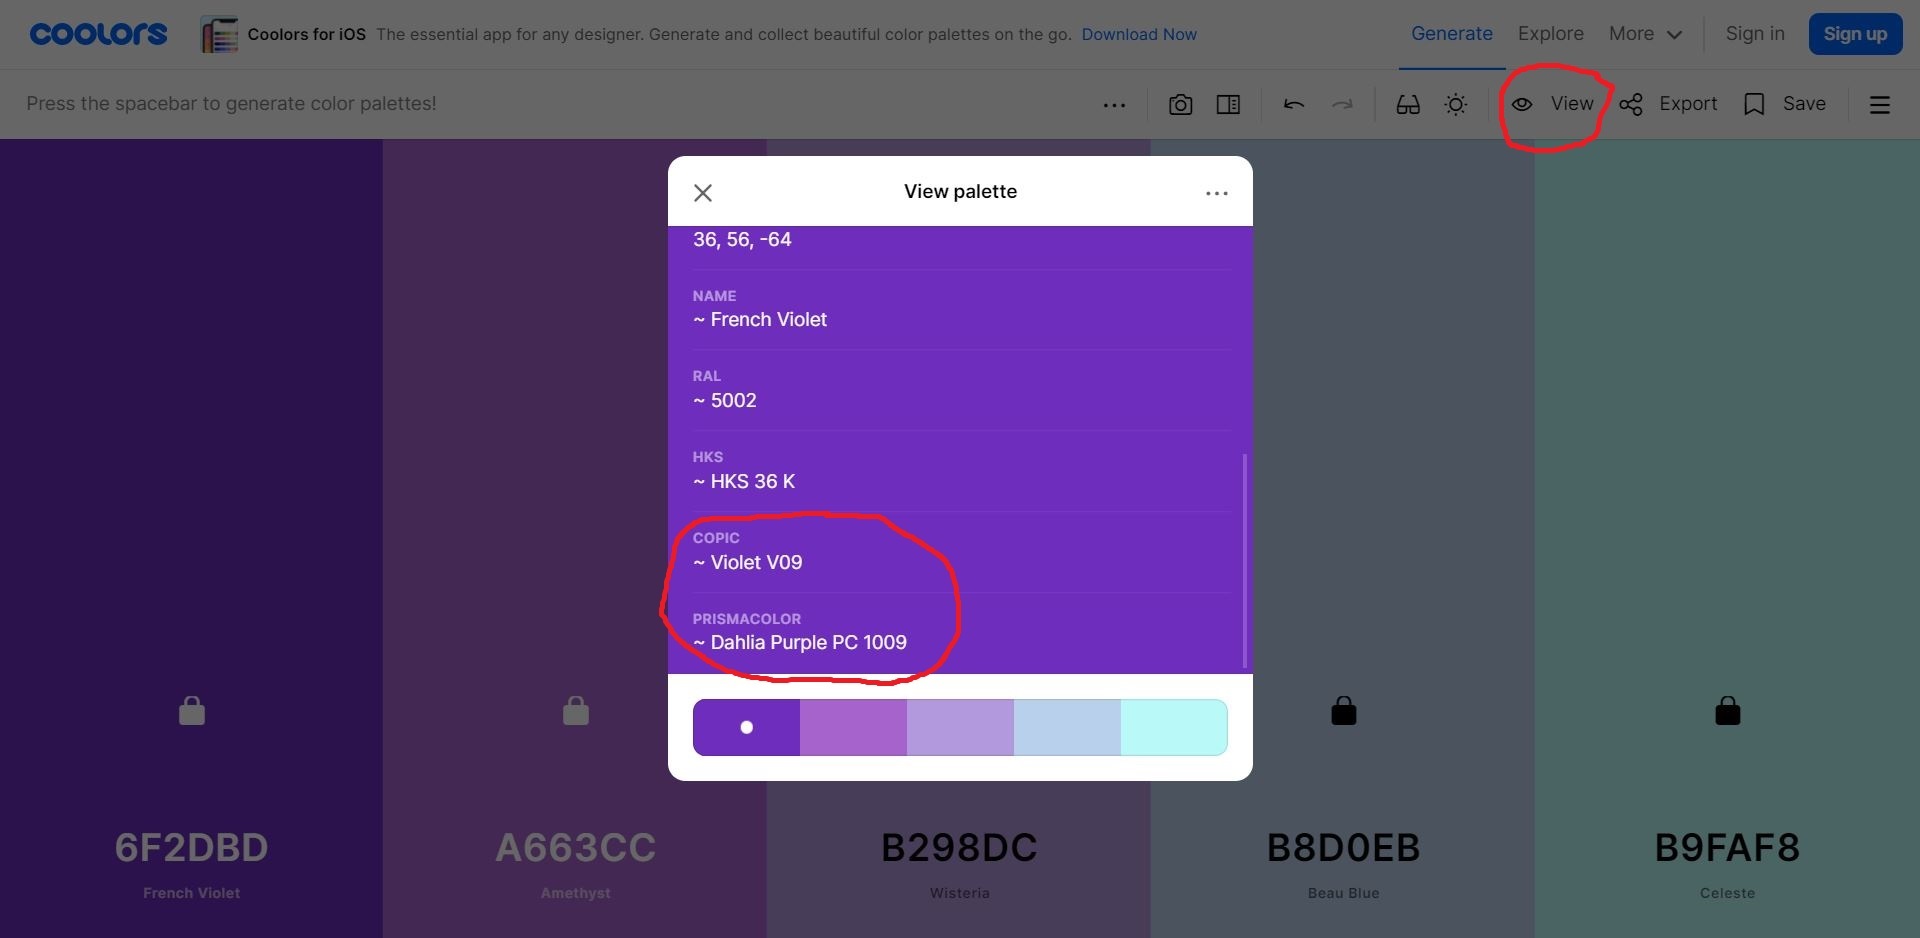 coolors
Coolors for iOS The essential app for any designer. Generate and collect beautiful color palettes on the go. Download Now
Generate Explore More Sign in Sign up
Press the spacebar to generate color palettes!
View Export Save
View palette
36, 56, -64
NAME
~ French Violet
RAL
~ 5002
HKS
~ HKS 36 K
COPIC
~ Violet V09
PRISMACOLOR
~ Dahlia Purple PC 1009
6F2DBD A663CC B298DC B8D0EB B9FAF8
French Violet Amethyst Wisteria Beau Blue Celeste